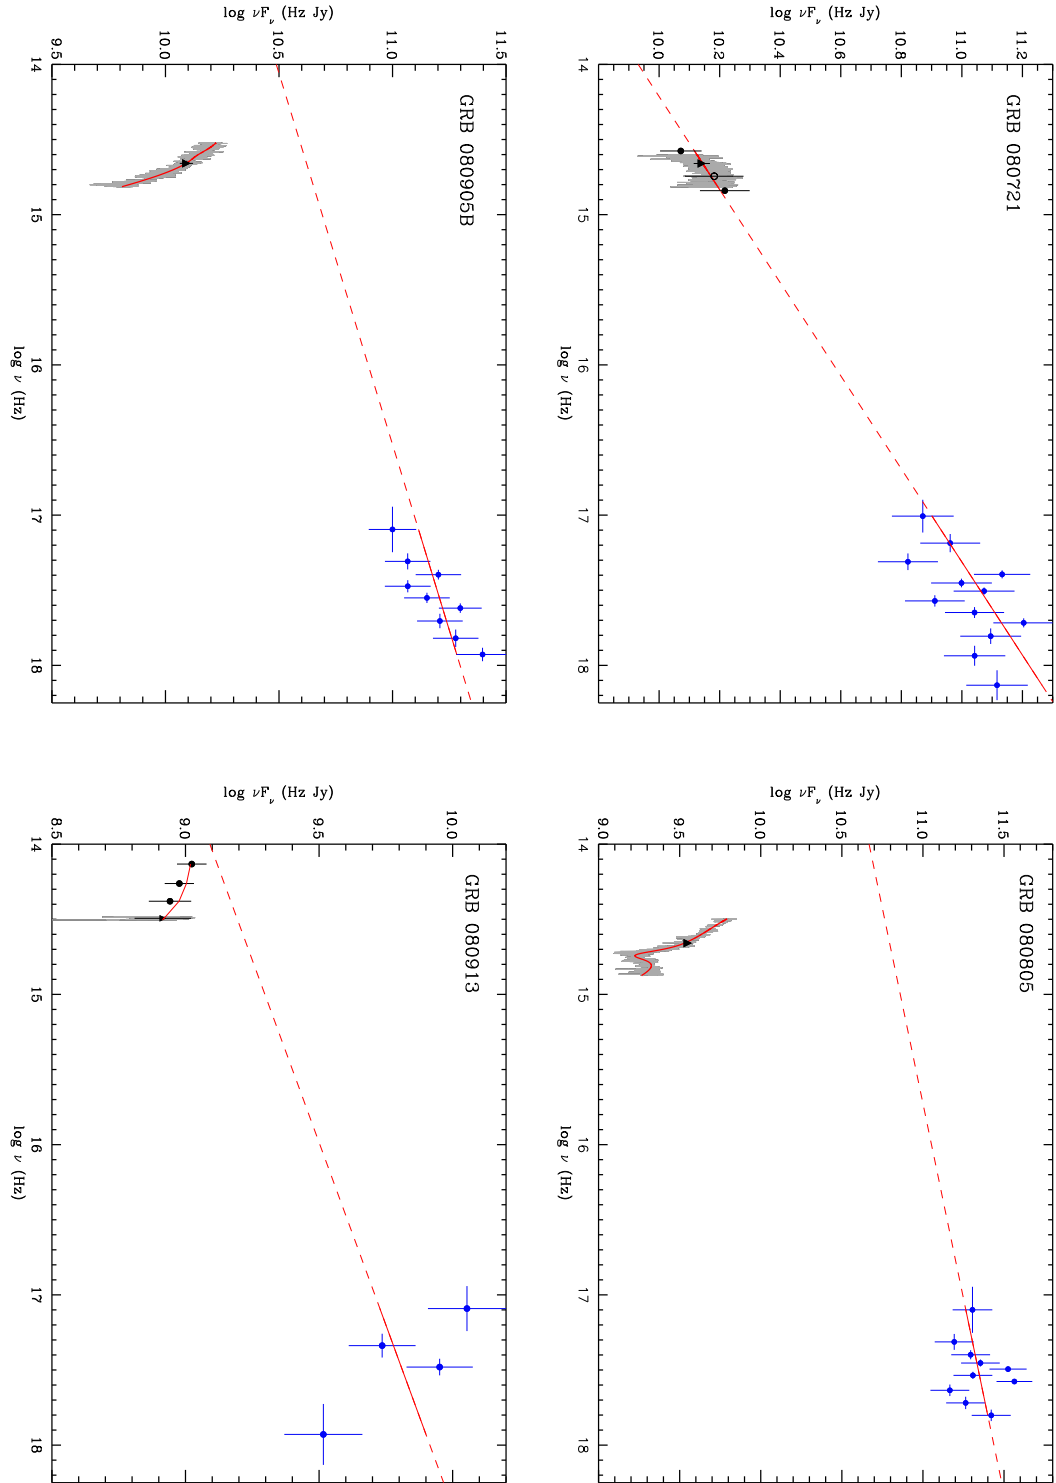 GRB 080721
log νFν (Hz Jy)
11.2
11.0
10.8
10.6
10.4
10.2
10.0
14 15 16 17 18
log ν (Hz)
GRB 080805
log νFν (Hz Jy)
11.5
11.0
10.5
10.0
9.5
9.0
14 15 16 17 18
log ν (Hz)
GRB 080905B
log νFν (Hz Jy)
11.5
11.0
10.5
10.0
9.5
14 15 16 17 18
log ν (Hz)
GRB 080913
log νFν (Hz Jy)
10.0
9.5
9.0
8.5
14 15 16 17 18
log ν (Hz)